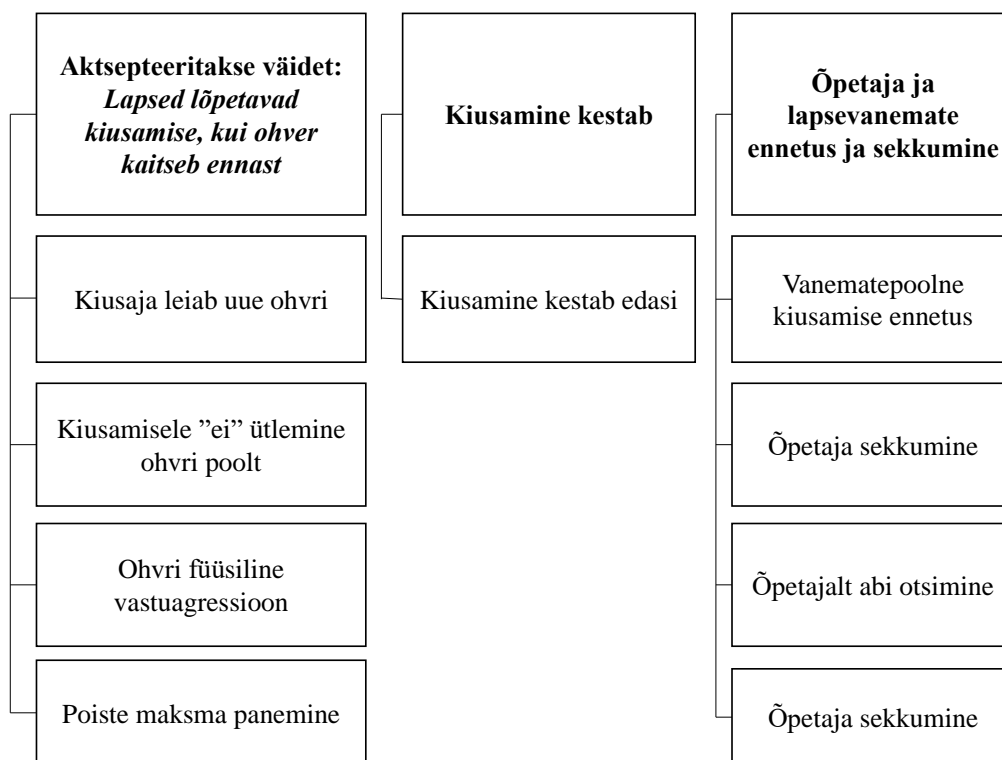 Aktsepteeritakse väidet:
Lapsed lõpetavad
kiusamise, kui ohver
kaitseb ennast
Kiusaja leiab uue ohvri
Kiusamisele ”ei” ütlemine
ohvri poolt
Ohvri füüsiline
vastuagressioon
Poiste maksma panemine
Kiusamine kestab
Kiusamine kestab edasi
Õpetaja ja
lapsevanemate
ennetus ja sekkumine
Vanematepoolne
kiusamise ennetus
Õpetaja sekkumine
Õpetajalt abi otsimine
Õpetaja sekkumine